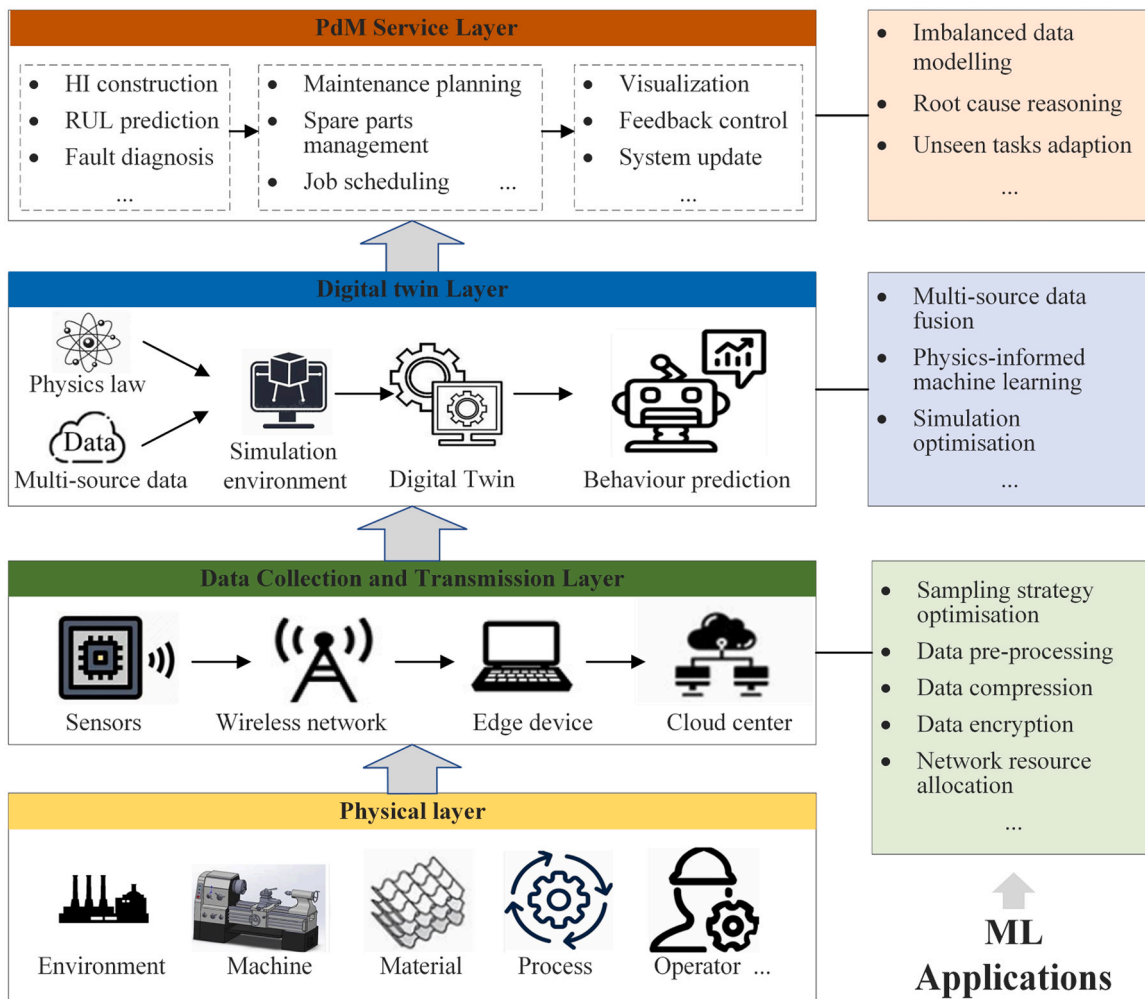 PdM Service Layer
• HI construction
• RUL prediction
• Fault diagnosis
...
• Maintenance planning
• Spare parts
management
• Job scheduling ...
• Visualization
• Feedback control
• System update
...
• Imbalanced data
modelling
• Root cause reasoning
• Unseen tasks adaption
...
Digital twin Layer
Physics law
Data
Multi-source data
Simulation
environment
Digital Twin
Behaviour prediction
• Multi-source data
fusion
• Physics-informed
machine learning
• Simulation
optimisation
...
Data Collection and Transmission Layer
Sensors
Wireless network
Edge device
Cloud center
• Sampling strategy
optimisation
• Data pre-processing
• Data compression
• Data encryption
• Network resource
allocation
...
Physical layer
Environment
Machine
Material
Process
Operator ...
ML
Applications